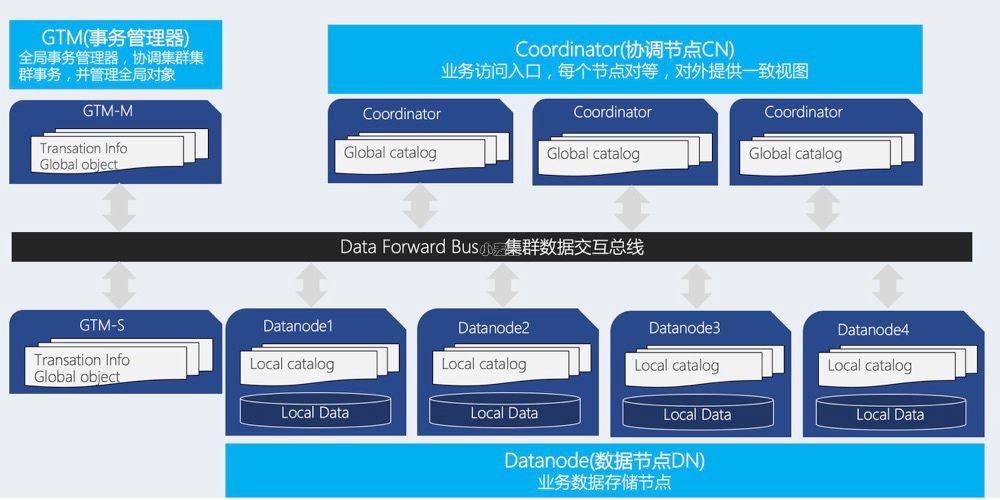 GTM(事务管理器)
全局事务管理器，协调集群集
群事务，并管理全局对象
Coordinator(协调节点CN)
业务访问入口，每个节点对等，对外提供一致视图
GTM-M
Transation Info
Global object
Coordinator
Global catalog
Coordinator
Global catalog
Coordinator
Global catalog
Data Forward Bus 集群数据交互总线
GTM-S
Transation Info
Global object
Datanode1
Local catalog
Local Data
Datanode2
Local catalog
Local Data
Datanode3
Local catalog
Local Data
Datanode4
Local catalog
Local Data
Datanode(数据节点DN)
业务数据存储节点